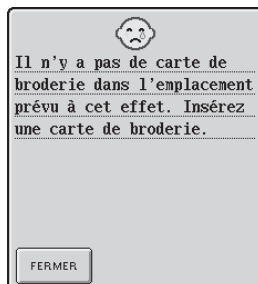 Il n'y a pas de carte de
broderie dans l'emplacement
prévu à cet effet. Insérez
une carte de broderie.
FERMER